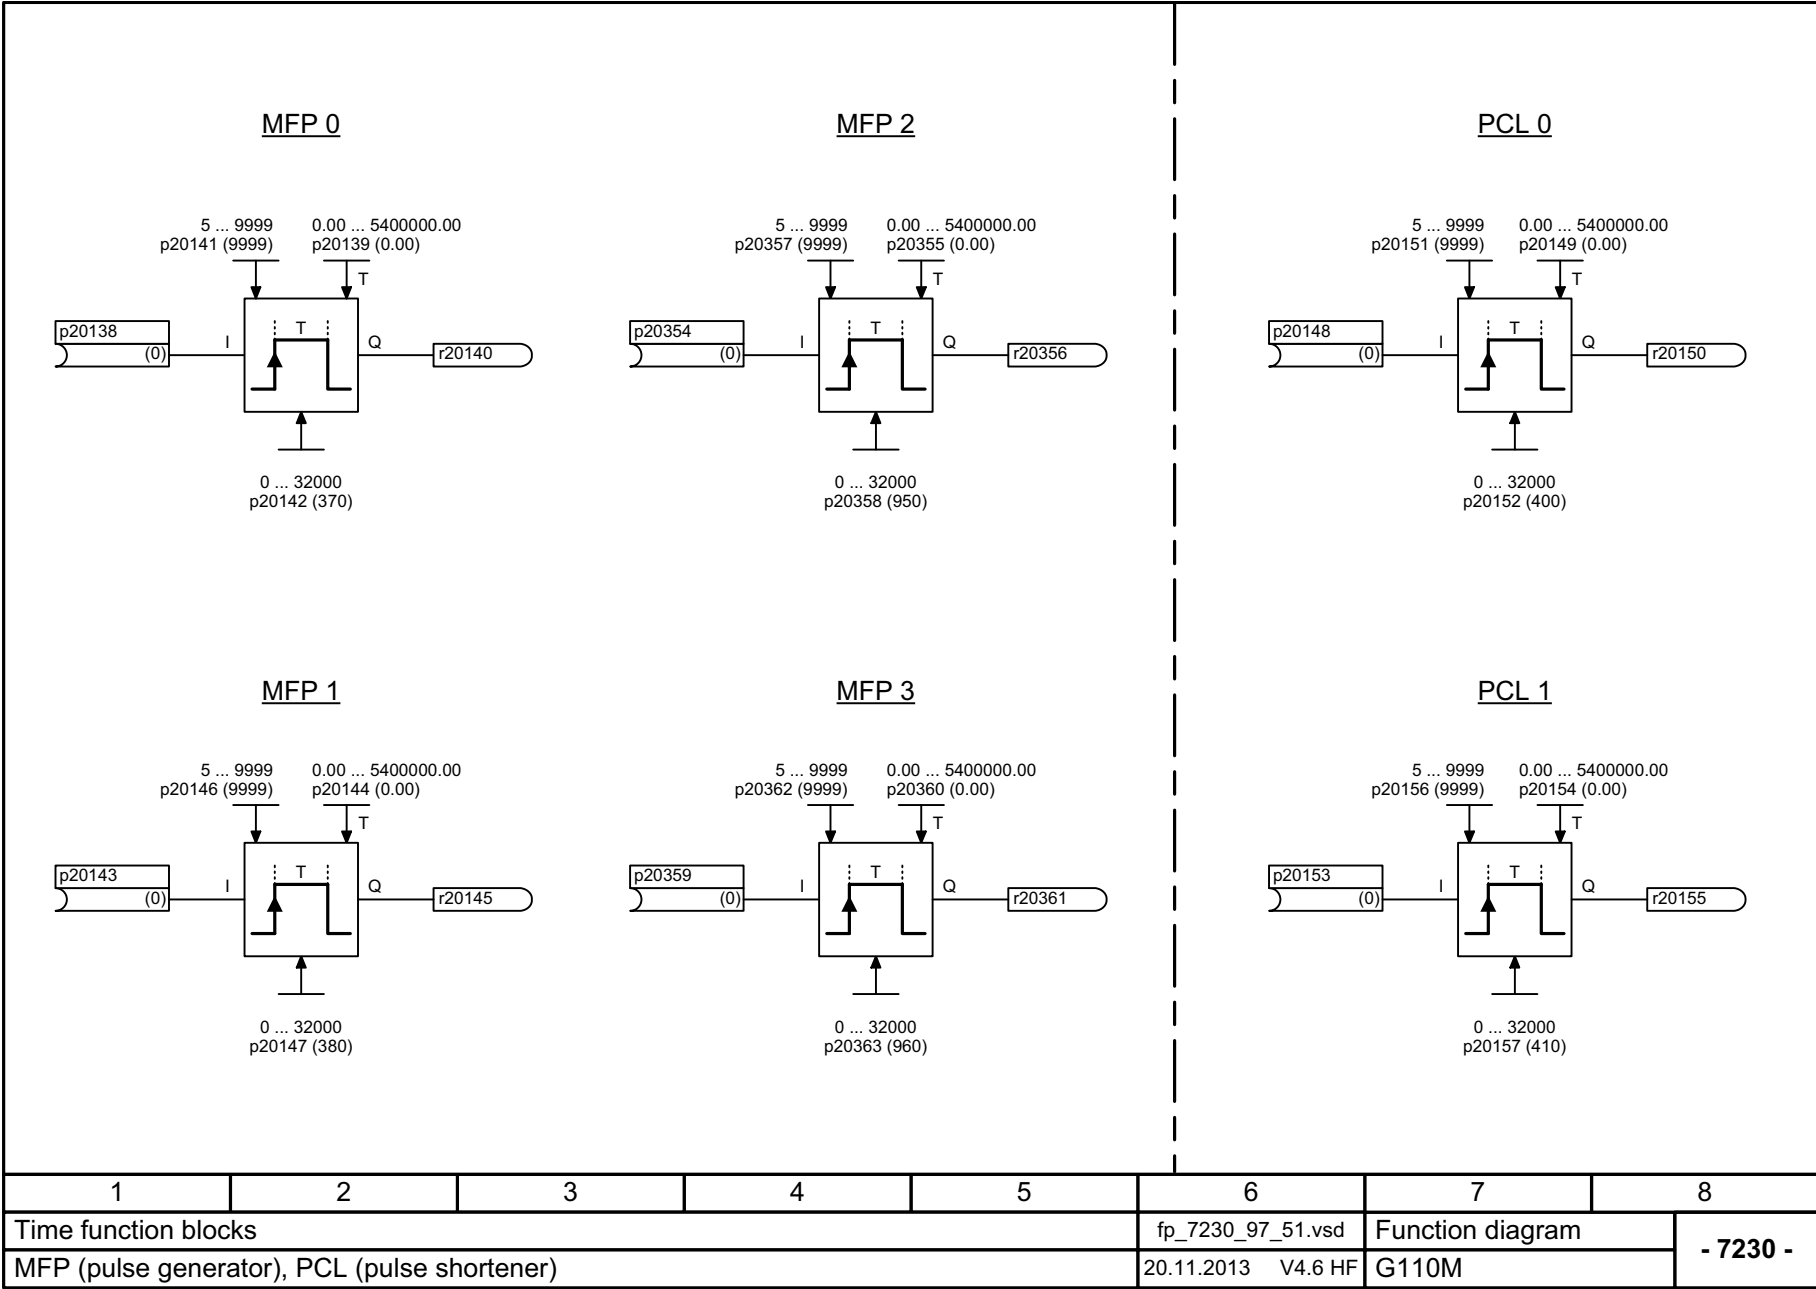 MFP 0
5 ... 9999
p20141 (9999)
0.00 ... 5400000.00
p20139 (0.00)
T
p20138
(0)
I
T
Q
r20140
0 ... 32000
p20142 (370)
MFP 2
5 ... 9999
p20357 (9999)
0.00 ... 5400000.00
p20355 (0.00)
T
p20354
(0)
I
T
Q
r20356
0 ... 32000
p20358 (950)
PCL 0
5 ... 9999
p20151 (9999)
0.00 ... 5400000.00
p20149 (0.00)
T
p20148
(0)
I
T
Q
r20150
0 ... 32000
p20152 (400)
MFP 1
5 ... 9999
p20146 (9999)
0.00 ... 5400000.00
p20144 (0.00)
T
p20143
(0)
I
T
Q
r20145
0 ... 32000
p20147 (380)
MFP 3
5 ... 9999
p20362 (9999)
0.00 ... 5400000.00
p20360 (0.00)
T
p20359
(0)
I
T
Q
r20361
0 ... 32000
p20363 (960)
PCL 1
5 ... 9999
p20156 (9999)
0.00 ... 5400000.00
p20154 (0.00)
T
p20153
(0)
I
T
Q
r20155
0 ... 32000
p20157 (410)
1 2 3 4 5 6 7 8
Time function blocks
fp_7230_97_51.vsd
Function diagram
- 7230 -
MFP (pulse generator), PCL (pulse shortener)
20.11.2013 V4.6 HF
G110M